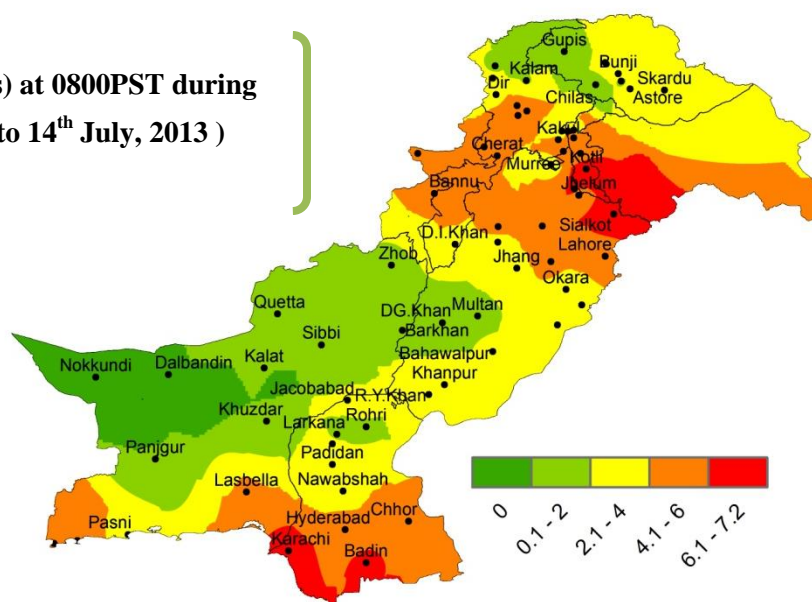 s) at 0800PST during
to 14th July, 2013 )
Gupis
Bunji
Kalam
Skardu
Dir
Chilas
Astore
Kakul
Cherat
Murree
Kotli
Bannu
Jhelum
Sialkot
D.I.Khan
Lahore
Zhob
Jhang
Okara
Quetta
DG.Khan
Multan
Sibbi
Barkhan
Bahawalpur
Nokkundi
Dalbandin
Kalat
Khanpur
Jacobabad
R.Y.Khan
Khuzdar
Larkana
Rohri
Panjgur
Padidan
Lasbella
Nawabshah
Pasni
Hyderabad
Chhor
Karachi
Badin
0
0.1 - 2
2.1 - 4
4.1 - 6
6.1 - 7.2